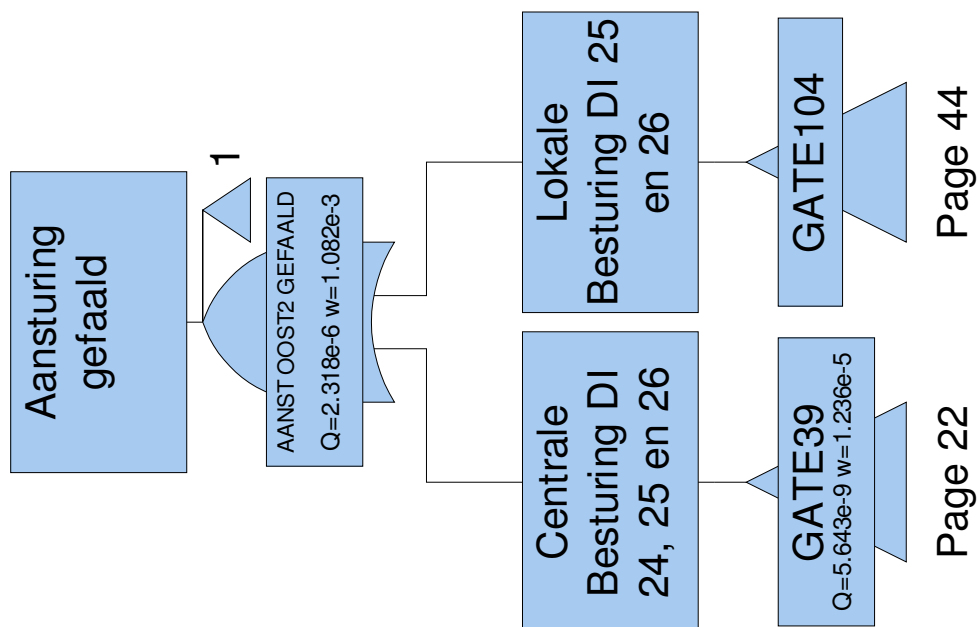 Aansturing
gefaald
1
AANST OOST2 GEFAALD
Q=2.318e-6 w=1.082e-3
Centrale
Besturing DI
24, 25 en 26
GATE39
Q=5.643e-9 w=1.236e-5
Page 22
Lokale
Besturing DI 25
en 26
GATE104
Page 44